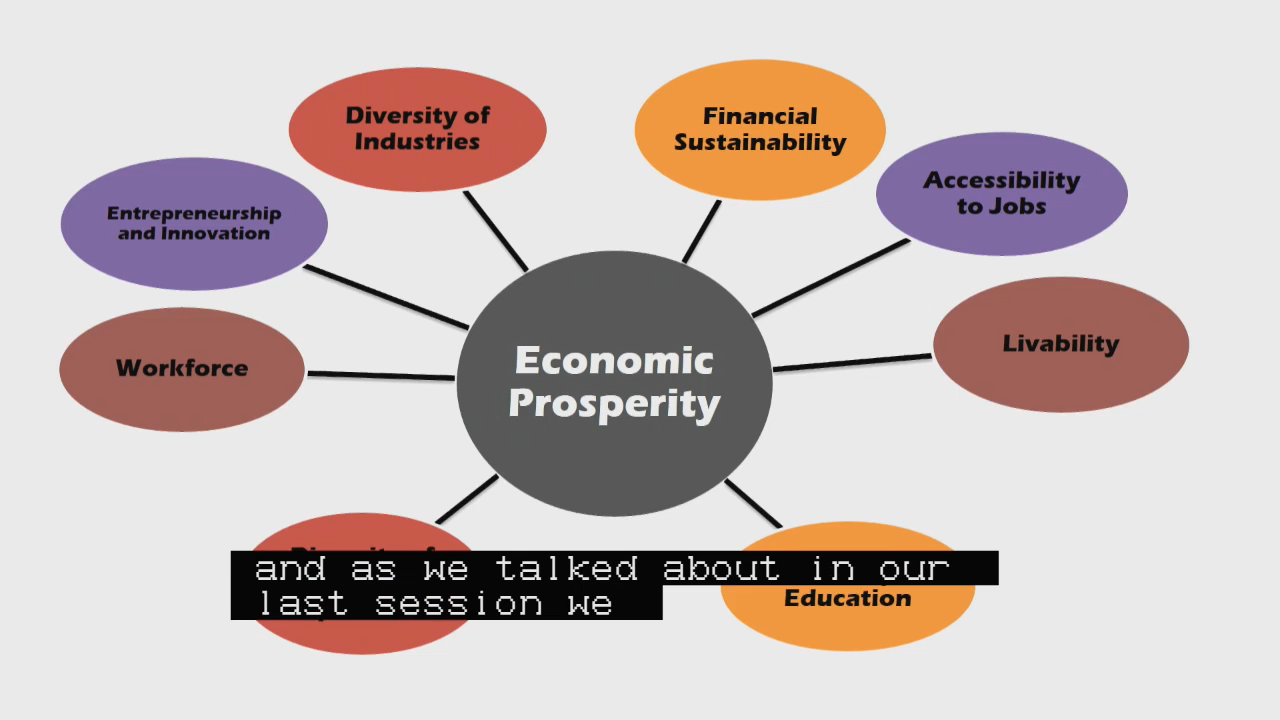 Diversity of
Industries
Financial
Sustainability
Accessibility
to Jobs
Entrepreneurship
and Innovation
Livability
Workforce
Economic
Prosperity
and as we talked about in our
last session we
Education